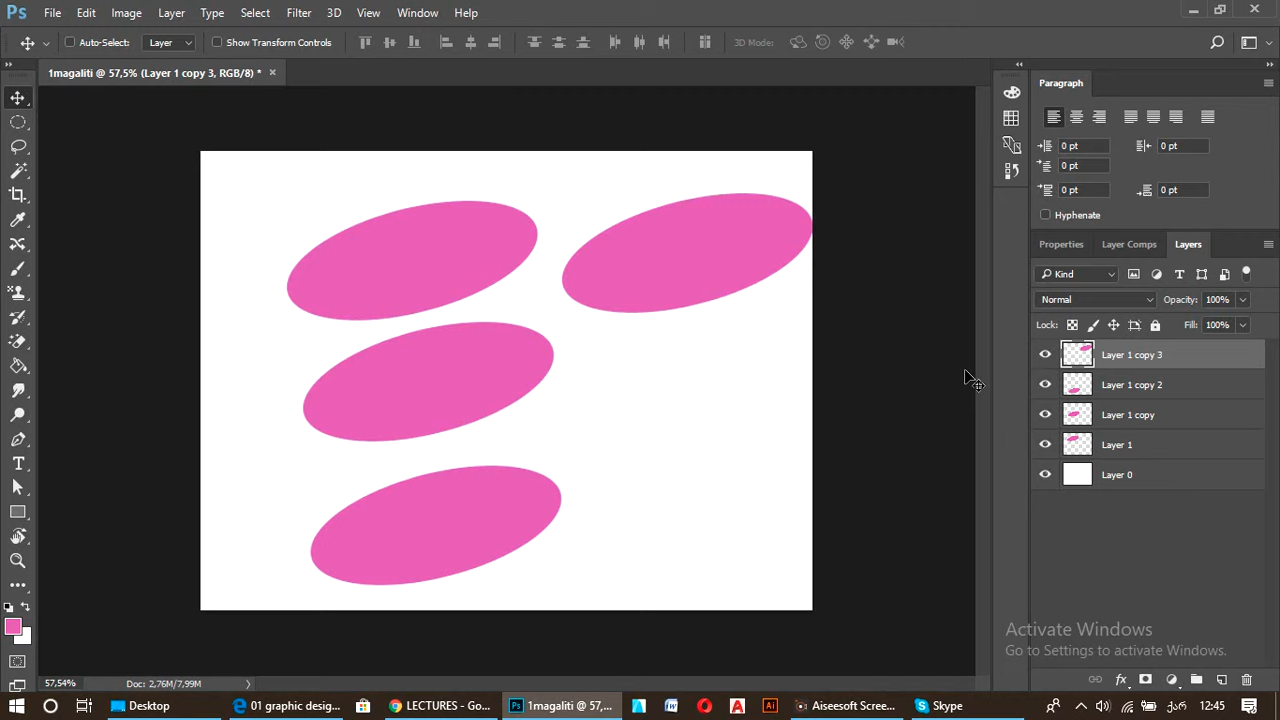 Ps File Edit Image Layer Type Select Filter 3D View Window Help
Auto-Select: Layer Show Transform Controls 3D Mode:
1magaliti @ 57,5% (Layer 1 copy 3, RGB/8) * ×
Paragraph
0 pt 0 pt
0 pt
0 pt 0 pt
Hyphenate
Properties Layer Comps Layers
Kind
Normal Opacity: 100%
Lock: Fill: 100%
Layer 1 copy 3
Layer 1 copy 2
Layer 1 copy
Layer 1
Layer 0
Activate Windows
Go to Settings to activate Windows.
57,54% Doc: 2,76M/7,99M
Desktop 01 graphic desig... LECTURES - Go... 1magaliti @ 57,... Aiseesoft Scree... Skype 12:45